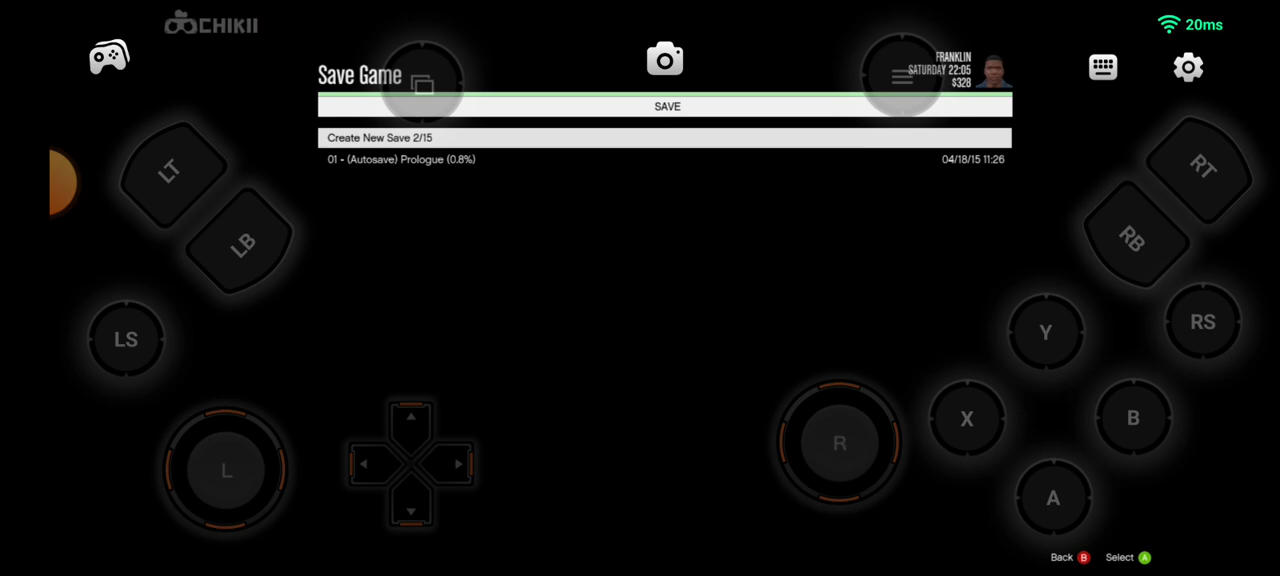 CHIKII
20ms
Save Game
FRANKLIN
SATURDAY 22:05
$328
SAVE
Create New Save 2/15
01 - (Autosave) Prologue (0.8%) 04/18/15 11:26
LT
RT
LB
RB
LS
RS
Y
X
B
L
R
A
Back B Select A